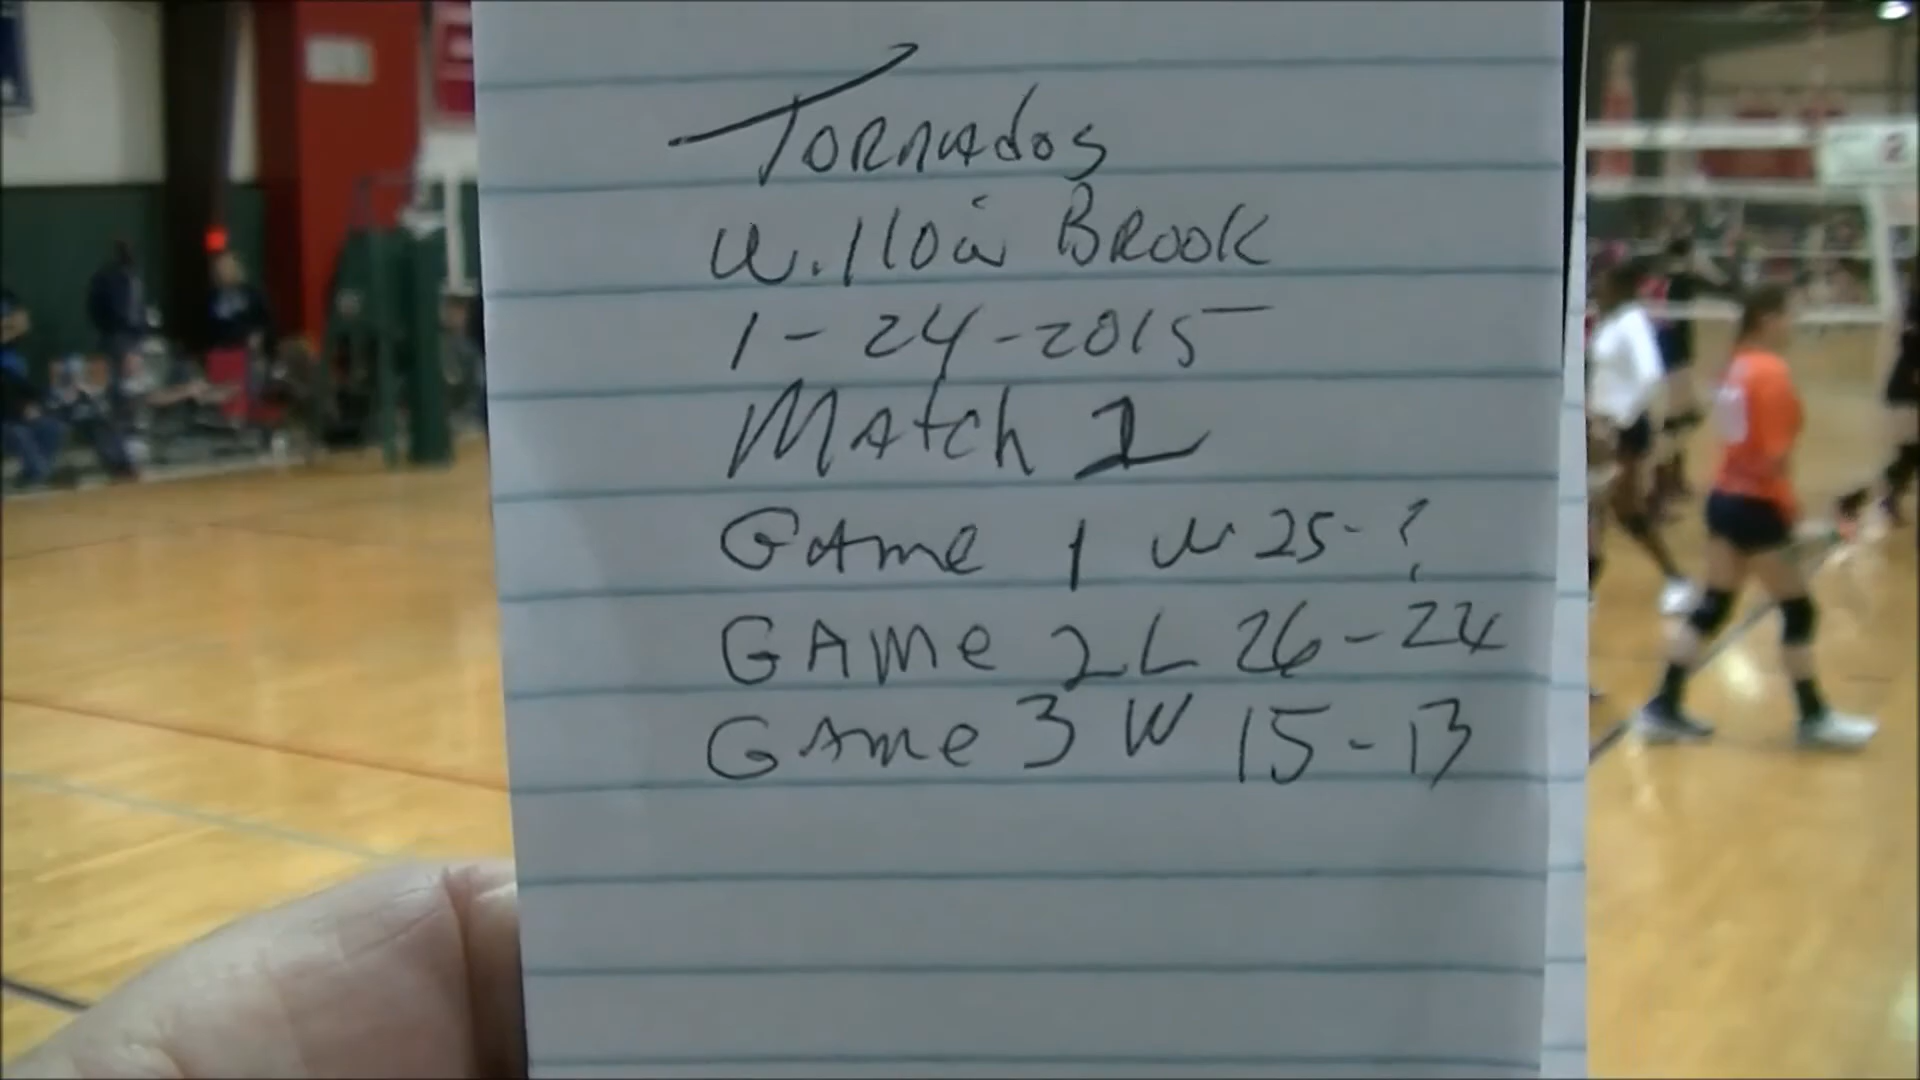 Tornados
Willow Brook
1-24-2015
Match 2
Game 1 W 25-?
Game 2 L 26-24
Game 3 W 15-13
2